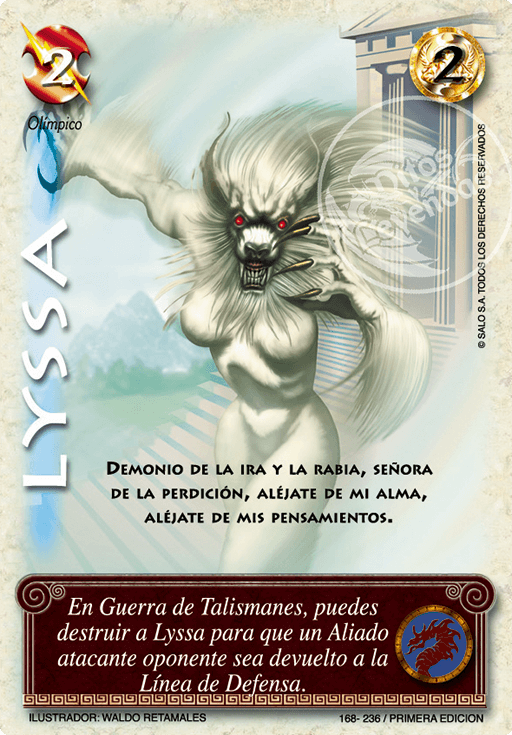 2
2
Olímpico
Mitos y Leyendas
© SALO S.A. TODOS LOS DERECHOS RESERVADOS
LYSSA
DEMONIO DE LA IRA Y LA RABIA, SEÑORA
DE LA PERDICIÓN, ALÉJATE DE MI ALMA,
ALÉJATE DE MIS PENSAMIENTOS.
En Guerra de Talismanes, puedes
destruir a Lyssa para que un Aliado
atacante oponente sea devuelto a la
Línea de Defensa.
ILUSTRADOR: WALDO RETAMALES
168- 236 / PRIMERA EDICION